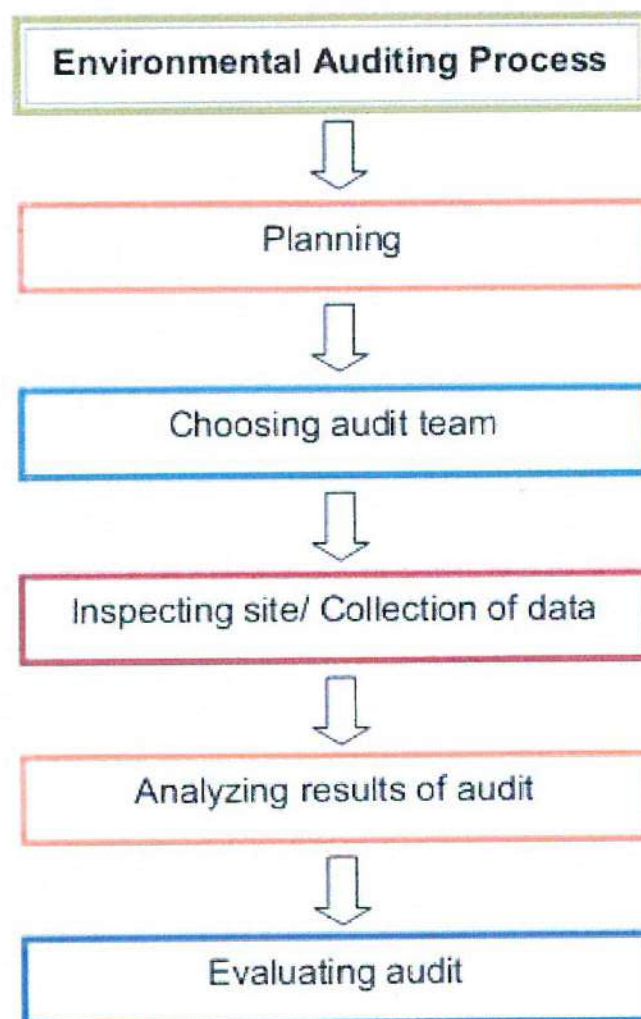 Environmental Auditing Process
Planning
Choosing audit team
Inspecting site/ Collection of data
Analyzing results of audit
Evaluating audit